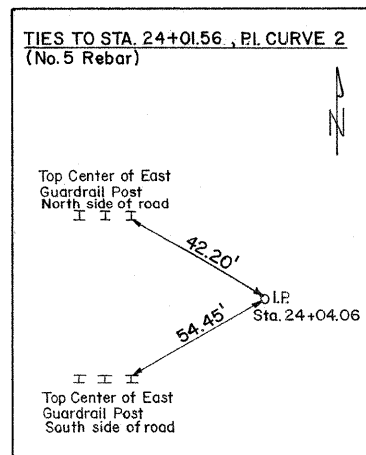 TIES TO STA. 24+01.56, P.I. CURVE 2
(No. 5 Rebar)
N
Top Center of East
Guardrail Post
North side of road
42.20'
I.P.
Sta. 24+04.06
54.45'
Top Center of East
Guardrail Post
South side of road